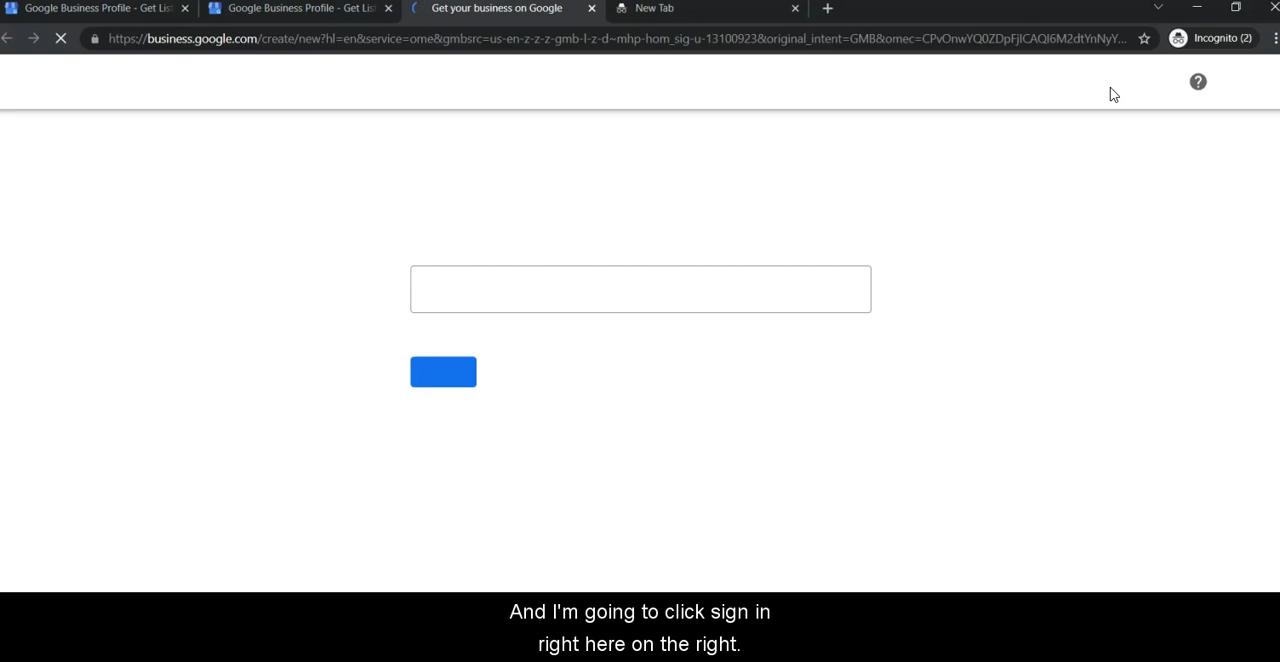 Google Business Profile - Get List
Google Business Profile - Get List
Get your business on Google
New Tab
https://business.google.com/create/new?hl=en&service=ome&gmbsrc=us-en-z-z-z-gmb-l-z-d~mhp-hom_sig-u-13100923&original_intent=GMB&omec=CPvOnwYQ0ZDpFjICAQI6M2dtYnNyY...
Incognito (2)
And I'm going to click sign in
right here on the right.